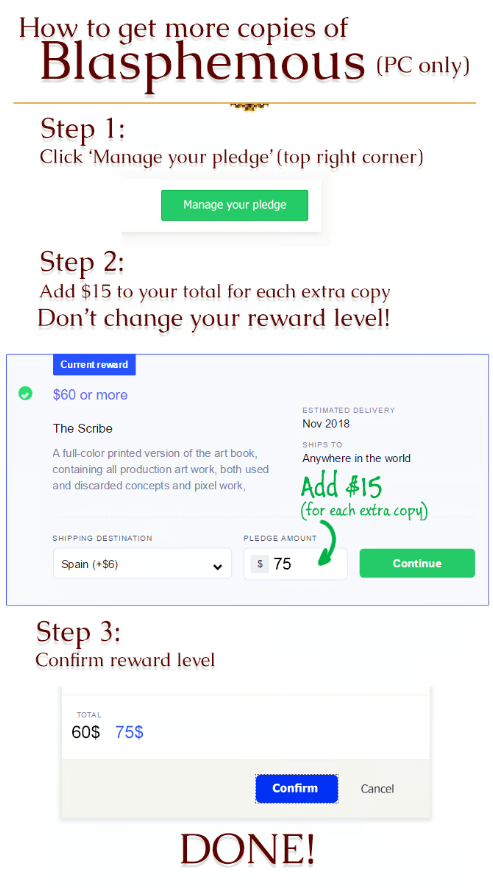 How to get more copies of
Blasphemous (PC only)
Step 1:
Click ‘Manage your pledge’ (top right corner)
Manage your pledge
Step 2:
Add $15 to your total for each extra copy
Don’t change your reward level!
Current reward
$60 or more
ESTIMATED DELIVERY
Nov 2018
The Scribe
SHIPS TO
Anywhere in the world
A full-color printed version of the art book,
containing all production art work, both used
and discarded concepts and pixel work,
Add $15
(for each extra copy)
SHIPPING DESTINATION
PLEDGE AMOUNT
Spain (+$6)
$ 75
Continue
Step 3:
Confirm reward level
TOTAL
60$ 75$
Confirm
Cancel
DONE!